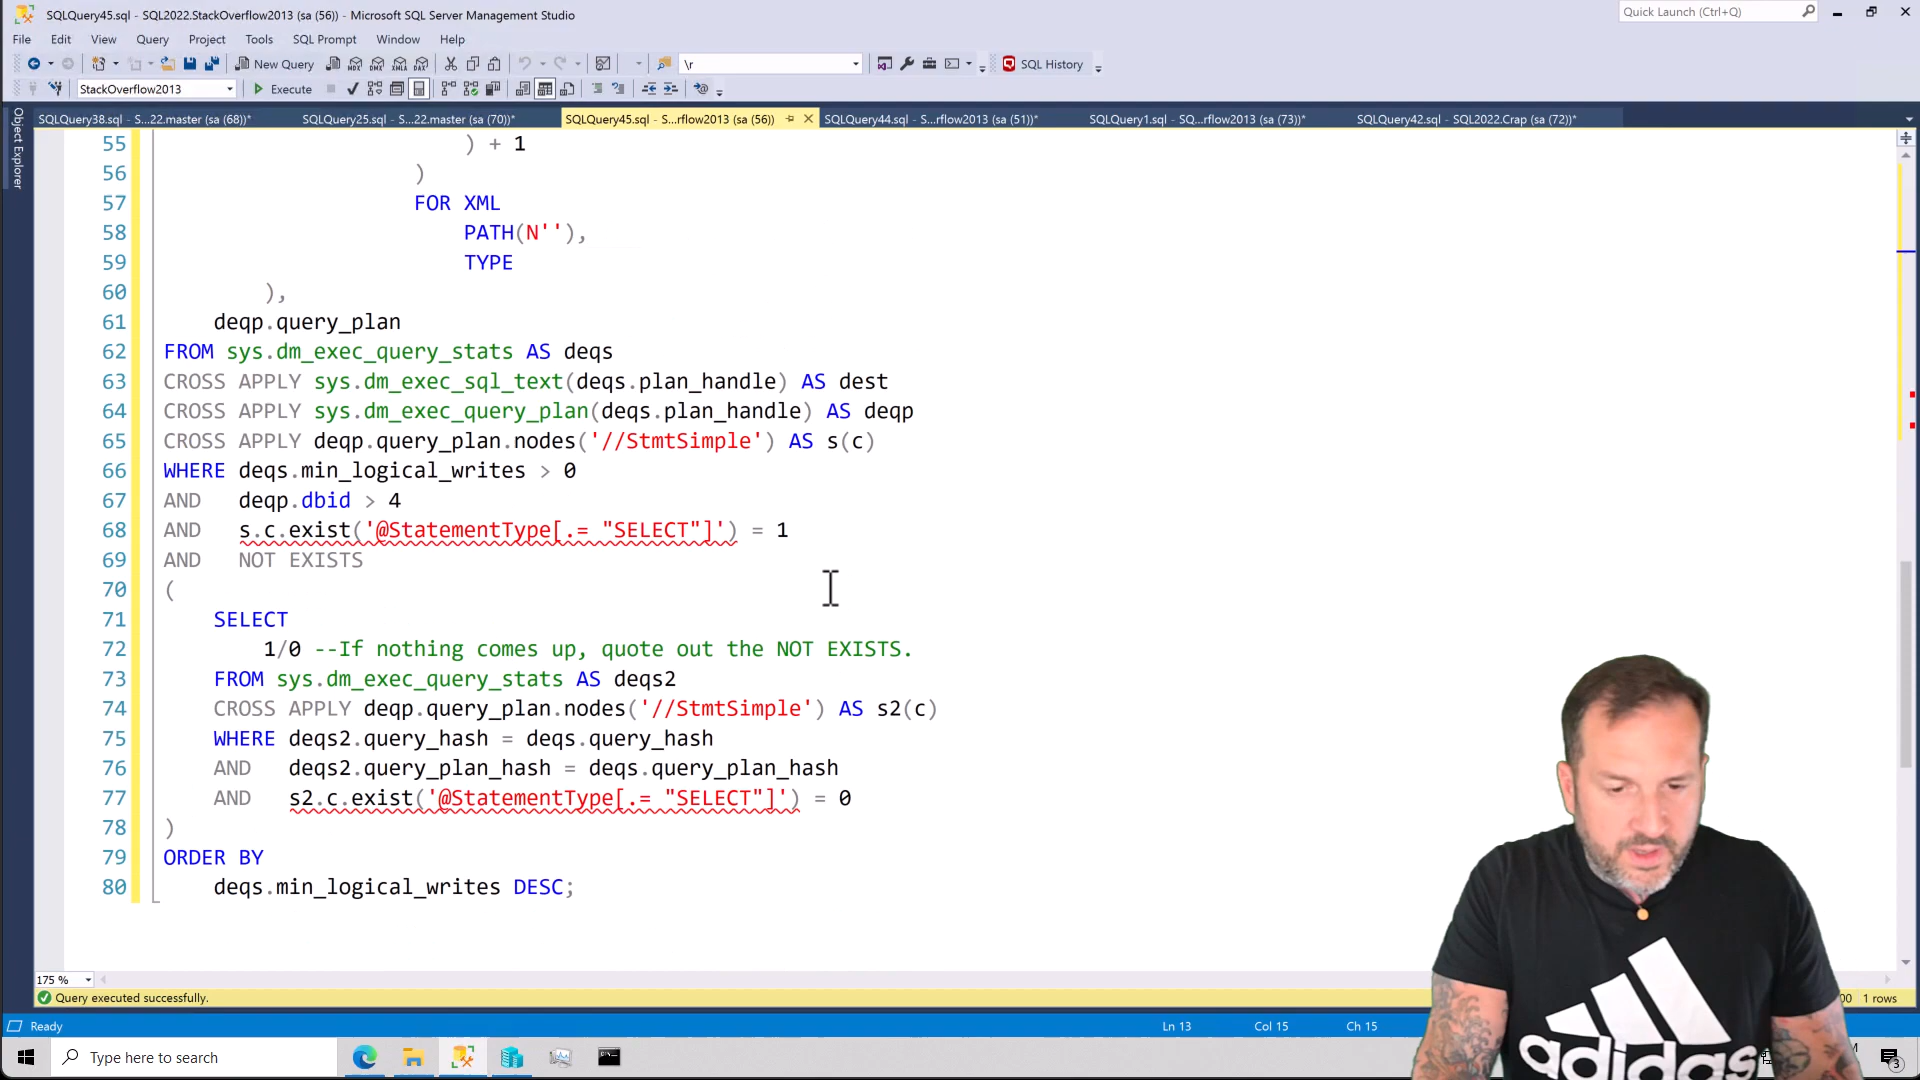 SQLQuery45.sql - SQL2022.StackOverflow2013 (sa (56)) - Microsoft SQL Server Management Studio
Quick Launch (Ctrl+Q)
File Edit View Query Project Tools SQL Prompt Window Help
New Query
\r
SQL History
StackOverflow2013
Execute
SQLQuery38.sql - S...22.master (sa (68))*
SQLQuery25.sql - S...22.master (sa (70))*
SQLQuery45.sql - S...rflow2013 (sa (56))
SQLQuery44.sql - S...rflow2013 (sa (51))*
SQLQuery1.sql - SQ...rflow2013 (sa (73))*
SQLQuery42.sql - SQL2022.Crap (sa (72))*
Object Explorer
55 ) + 1
56 )
57 FOR XML
58 PATH(N''),
59 TYPE
60 ),
61 deqp.query_plan
62 FROM sys.dm_exec_query_stats AS deqs
63 CROSS APPLY sys.dm_exec_sql_text(deqs.plan_handle) AS dest
64 CROSS APPLY sys.dm_exec_query_plan(deqs.plan_handle) AS deqp
65 CROSS APPLY deqp.query_plan.nodes('//StmtSimple') AS s(c)
66 WHERE deqs.min_logical_writes > 0
67 AND deqp.dbid > 4
68 AND s.c.exist('@StatementType[.= "SELECT"]') = 1
69 AND NOT EXISTS
70 (
71 SELECT
72 1/0 --If nothing comes up, quote out the NOT EXISTS.
73 FROM sys.dm_exec_query_stats AS deqs2
74 CROSS APPLY deqp.query_plan.nodes('//StmtSimple') AS s2(c)
75 WHERE deqs2.query_hash = deqs.query_hash
76 AND deqs2.query_plan_hash = deqs.query_plan_hash
77 AND s2.c.exist('@StatementType[.= "SELECT"]') = 0
78 )
79 ORDER BY
80 deqs.min_logical_writes DESC;
175 %
Query executed successfully.
1 rows
Ready
Ln 13 Col 15 Ch 15
Type here to search
adidas
3